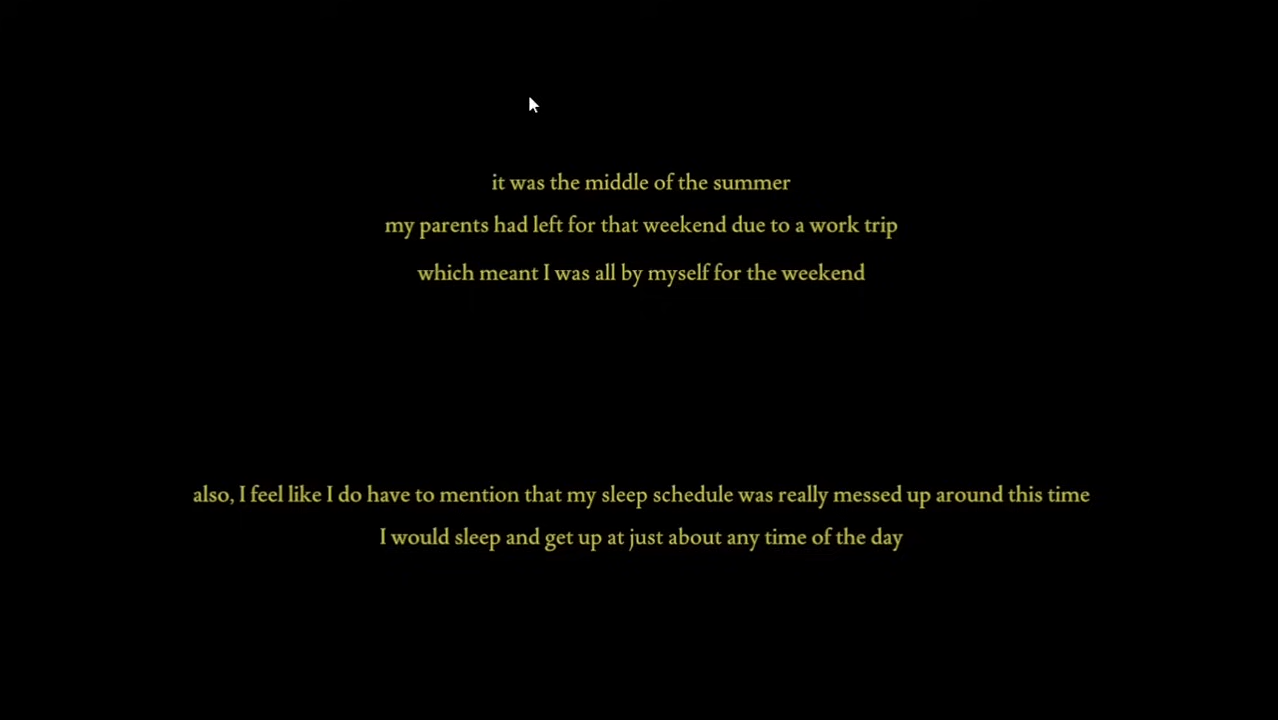 it was the middle of the summer
my parents had left for that weekend due to a work trip
which meant I was all by myself for the weekend
also, I feel like I do have to mention that my sleep schedule was really messed up around this time
I would sleep and get up at just about any time of the day